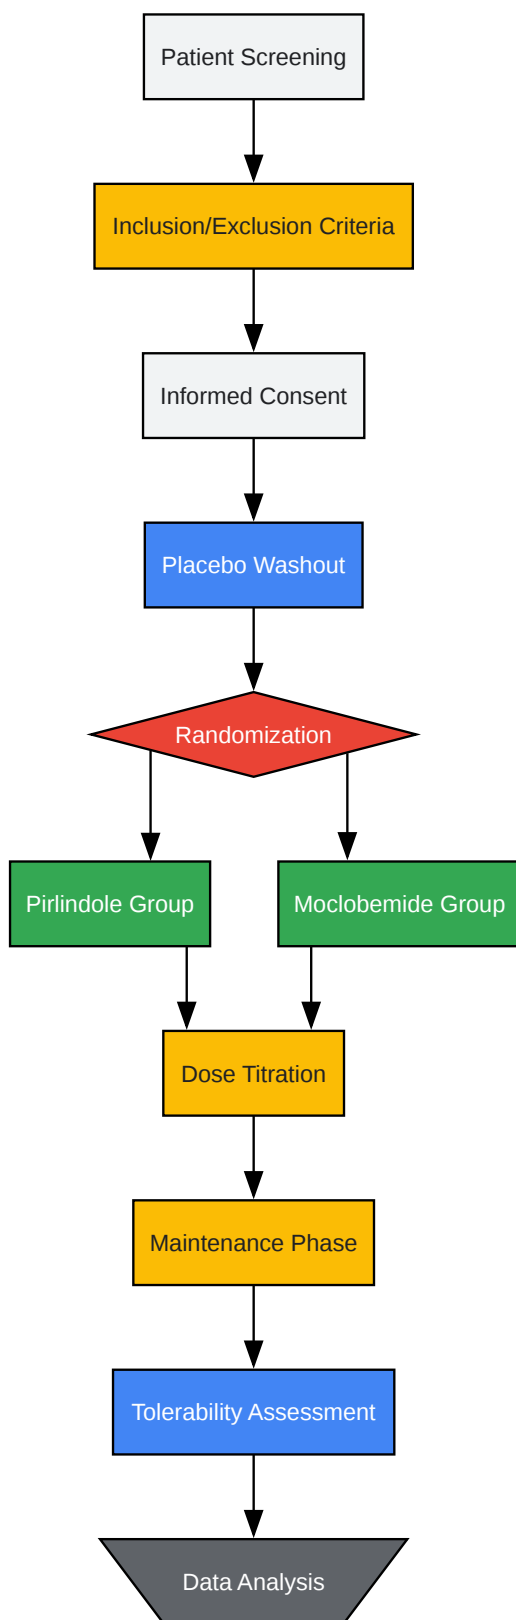 Patient Screening
Inclusion/Exclusion Criteria
Informed Consent
Placebo Washout
Randomization
Pirlindole Group
Moclobemide Group
Dose Titration
Maintenance Phase
Tolerability Assessment
Data Analysis